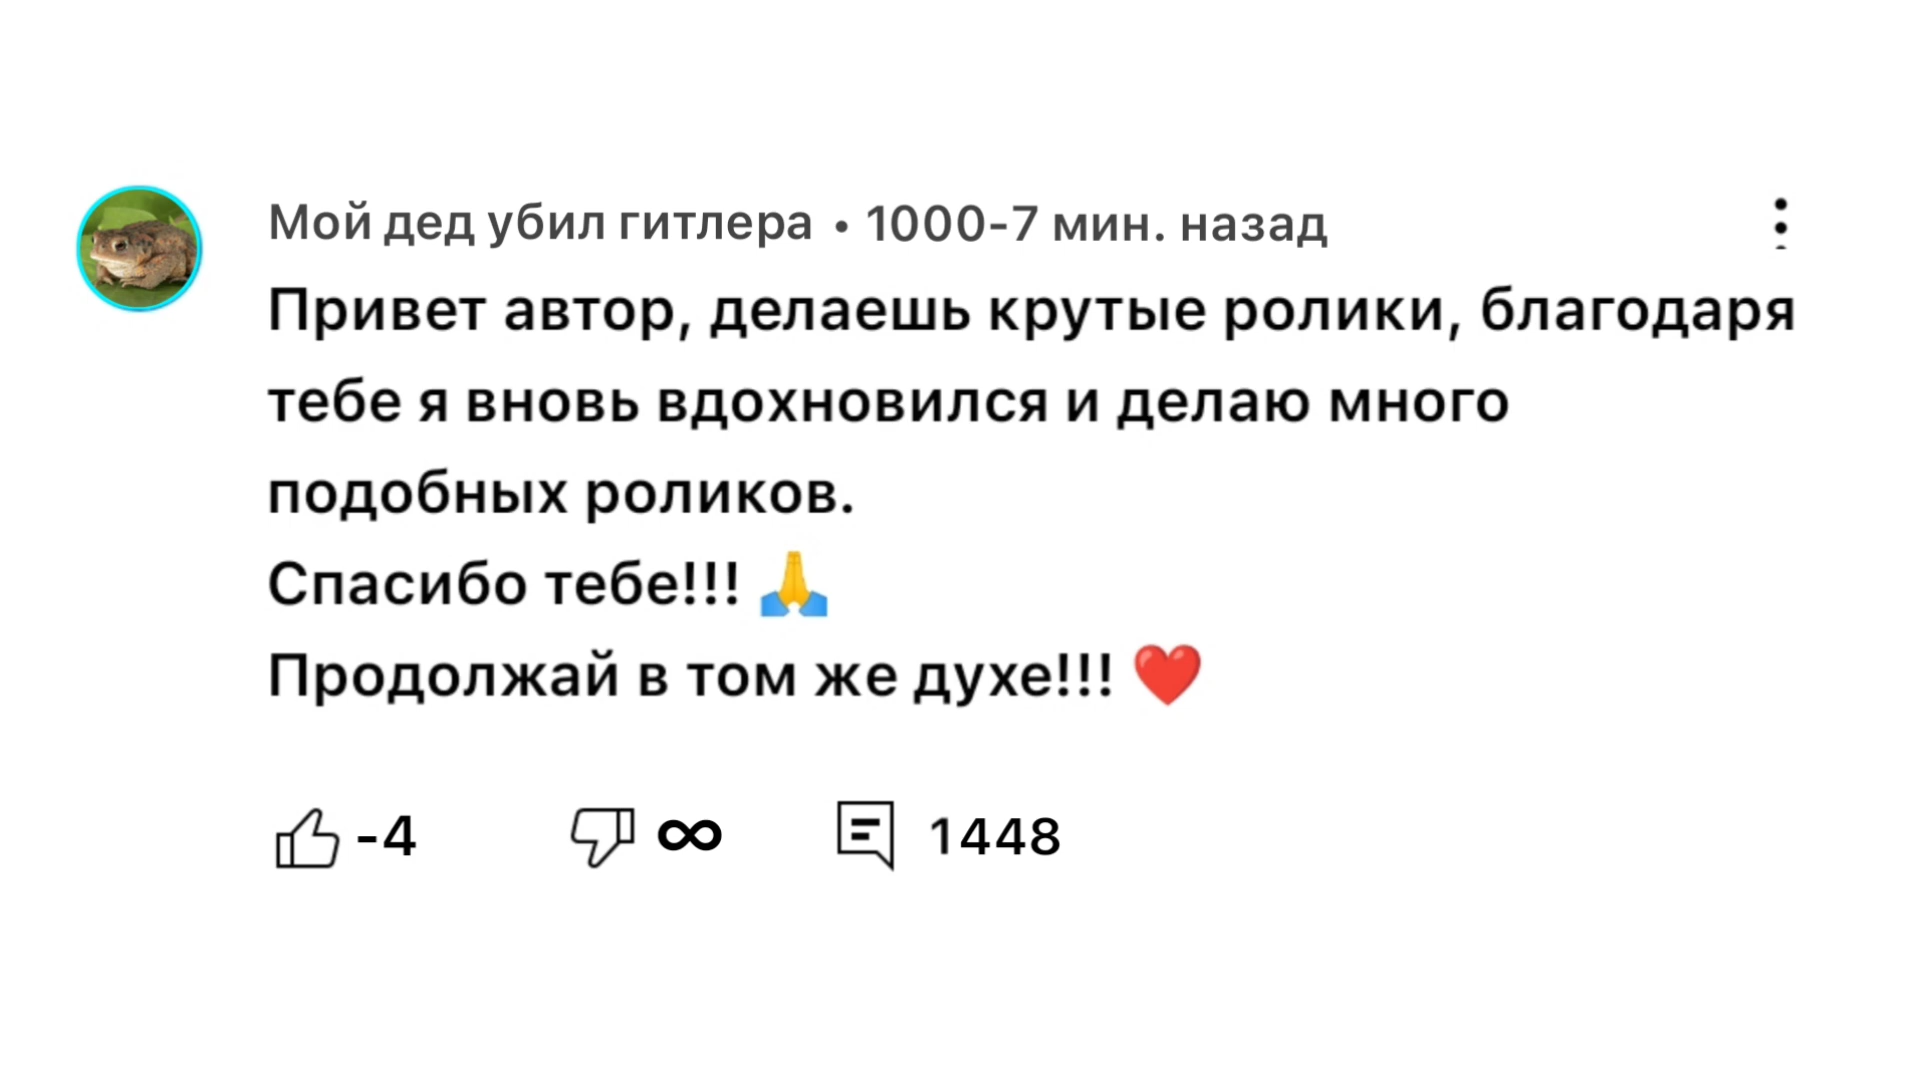 Мой дед убил гитлера • 1000-7 мин. назад
Привет автор, делаешь крутые ролики, благодаря
тебе я вновь вдохновился и делаю много
подобных роликов.
Спасибо тебе!!! 🙏
Продолжай в том же духе!!! ❤️
-4 ∞ 1448